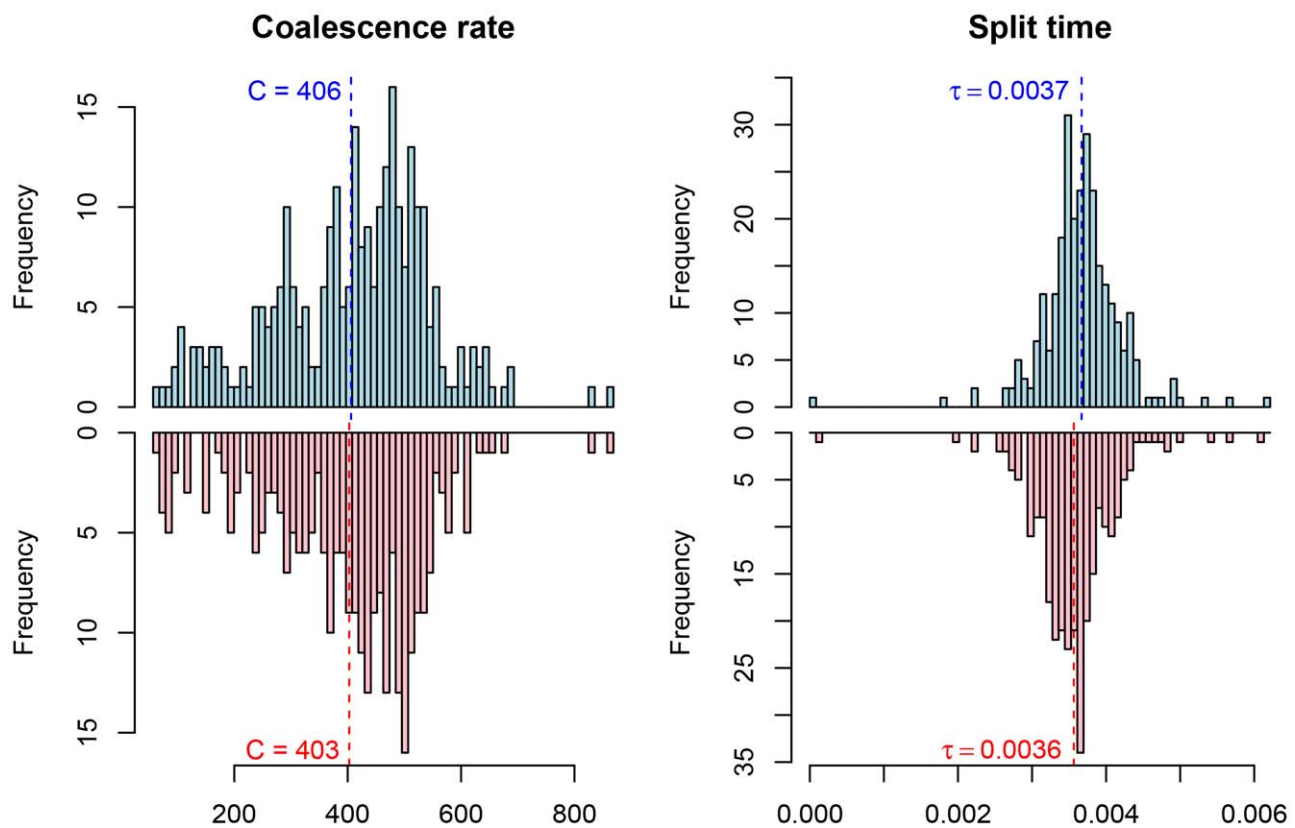 Coalescence rate
C = 406
Frequency
15
10
5
0
0
5
10
15
Frequency
C = 403
200 400 600 800
Split time
τ = 0.0037
Frequency
30
20
10
5
0
0
5
15
25
35
Frequency
τ = 0.0036
0.000 0.002 0.004 0.006